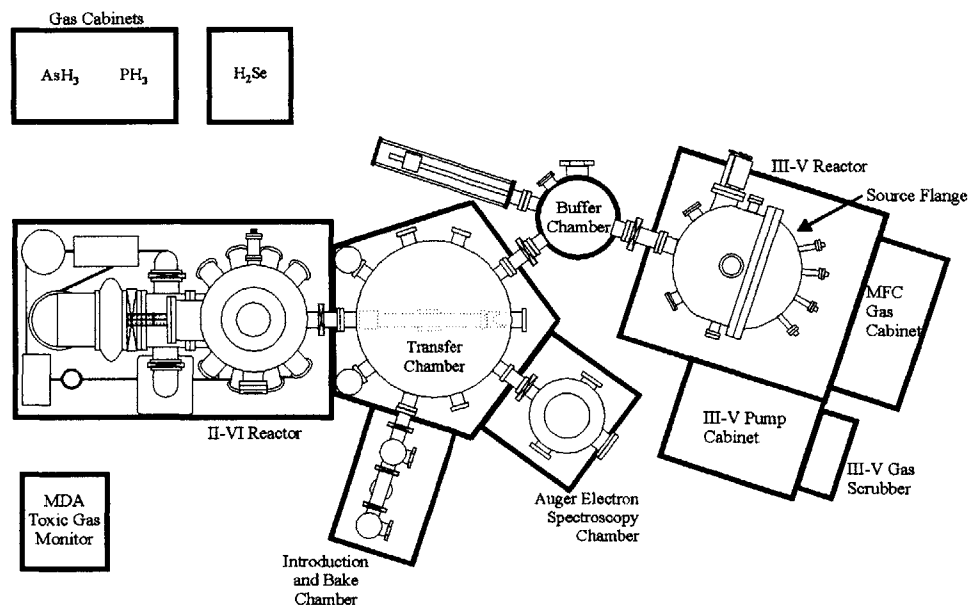 Gas Cabinets
AsH₃ PH₃
H₂Se
III-V Reactor
Source Flange
Buffer
Chamber
MFC
Gas
Cabinet
Transfer
Chamber
III-V Pump
Cabinet
II-VI Reactor
III-V Gas
Scrubber
Auger Electron
Spectroscopy
Chamber
MDA
Toxic Gas
Monitor
Introduction
and Bake
Chamber